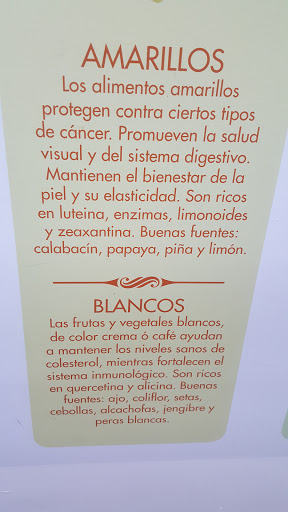 AMARILLOS
Los alimentos amarillos
protegen contra ciertos tipos
de cáncer. Promueven la salud
visual y del sistema digestivo.
Mantienen el bienestar de la
piel y su elasticidad. Son ricos
en luteina, enzimas, limonoides
y zeaxantina. Buenas fuentes:
calabacín, papaya, piña y limón.
BLANCOS
Las frutas y vegetales blancos,
de color crema ó café ayudan
a mantener los niveles sanos de
colesterol, mientras fortalecen el
sistema inmunológico. Son ricos
en quercetina y alicina. Buenas
fuentes: ajo, coliflor, setas,
cebollas, alcachofas, jengibre y
peras blancas.